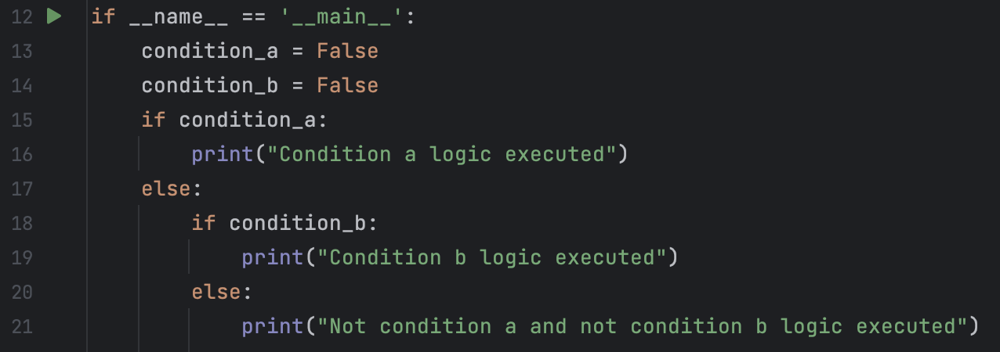 12 if __name__ == '__main__':
13     condition_a = False
14     condition_b = False
15     if condition_a:
16         print("Condition a logic executed")
17     else:
18         if condition_b:
19             print("Condition b logic executed")
20         else:
21             print("Not condition a and not condition b logic executed")